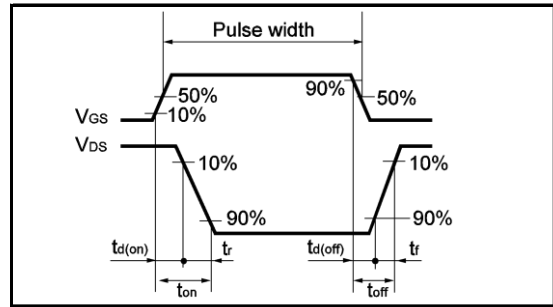 Pulse width
50%
10%
90%
50%
VGS
VDS
10%
90%
10%
90%
td(on)
tr
td(off)
tf
ton
toff